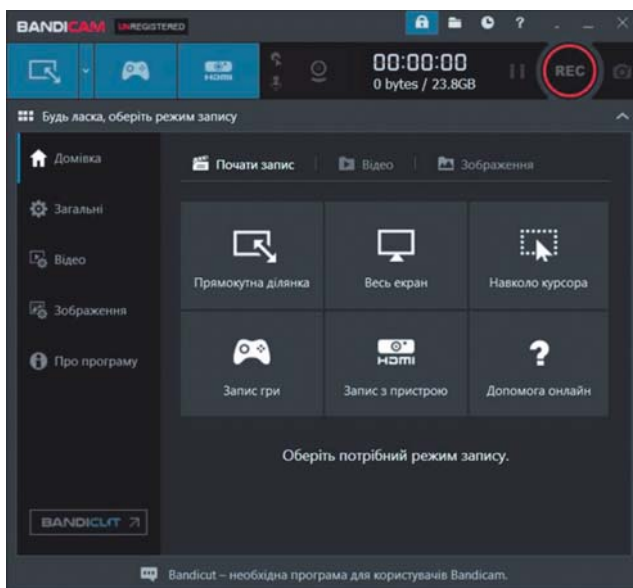 BANDICAM UNREGISTERED
?
HDMI
00:00:00
0 bytes / 23.8GB
REC
Будь ласка, оберіть режим запису
Домівка
Загальні
Відео
Зображення
Про програму
Почати запис
Відео
Зображення
Прямокутна ділянка
Весь екран
Навколо курсора
HDMI
?
Запис гри
Запис з пристрою
Допомога онлайн
Оберіть потрібний режим запису.
BANDICUT
Bandicut – необхідна програма для користувачів Bandicam.